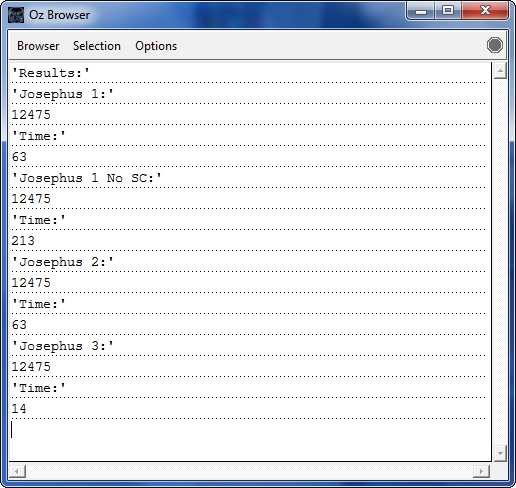 Oz Browser
Browser Selection Options
'Results:'
'Josephus 1:'
12475
'Time:'
63
'Josephus 1 No SC:'
12475
'Time:'
213
'Josephus 2:'
12475
'Time:'
63
'Josephus 3:'
12475
'Time:'
14